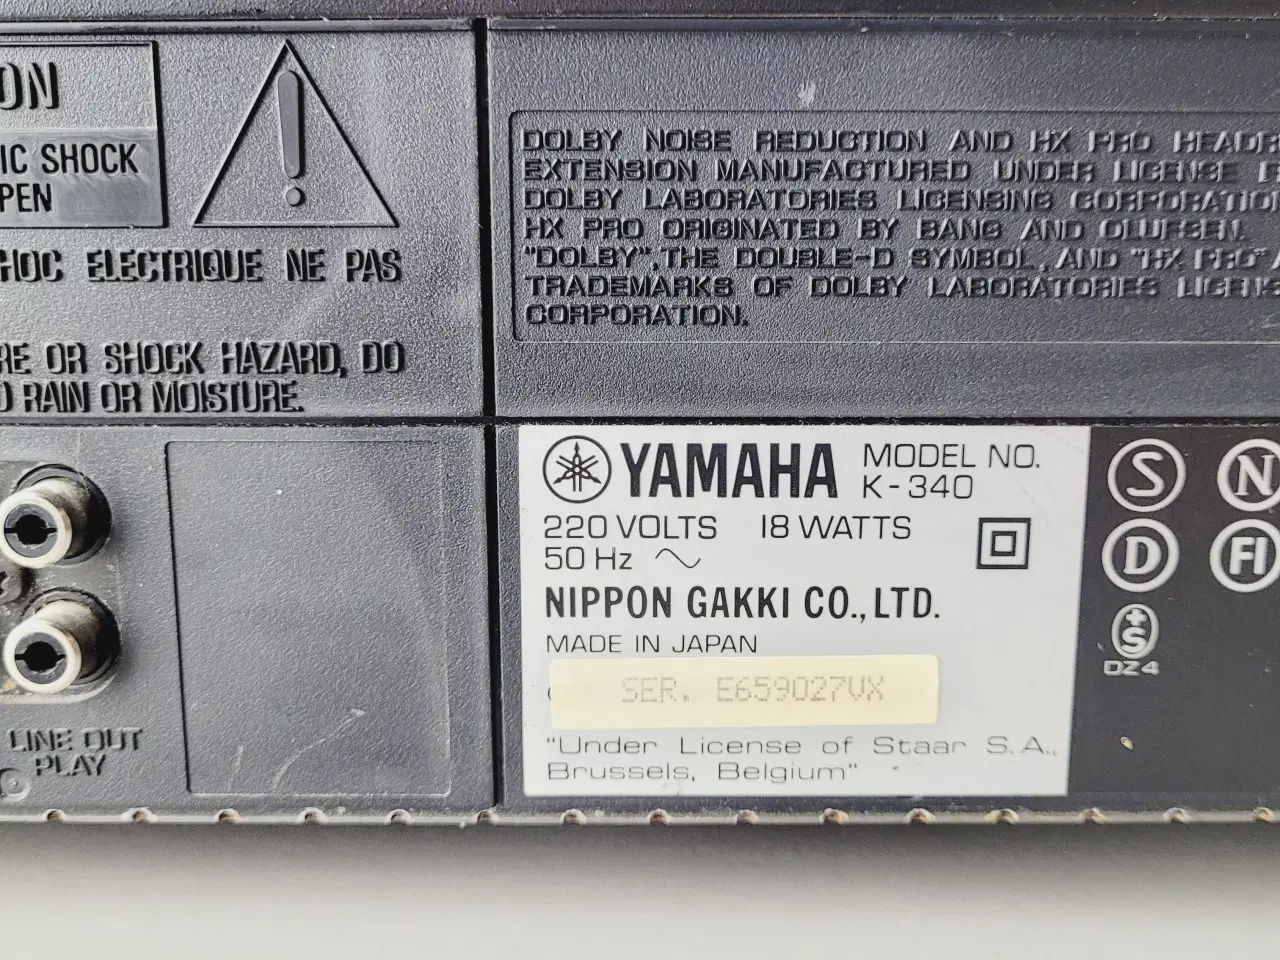 ON
IC SHOCK
PEN
HOC ELECTRIQUE NE PAS
RE OR SHOCK HAZARD, DO
O RAIN OR MOISTURE.
DOLBY NOISE REDUCTION AND HX PRO HEADR
EXTENSION MANUFACTURED UNDER LICENSE F
DOLBY LABORATORIES LICENSING CORPORATION
HX PRO ORIGINATED BY BANG AND OLUFSEN.
"DOLBY", THE DOUBLE-D SYMBOL, AND "HX PRO" A
TRADEMARKS OF DOLBY LABORATORIES LICENS
CORPORATION.
LINE OUT
PLAY
YAMAHA MODEL NO.
K-340
220 VOLTS 18 WATTS
50 Hz
NIPPON GAKKI CO., LTD.
MADE IN JAPAN
SER. E659027VX
"Under License of Staar S.A.,
Brussels, Belgium"
S N
D FI
+S
DZ4